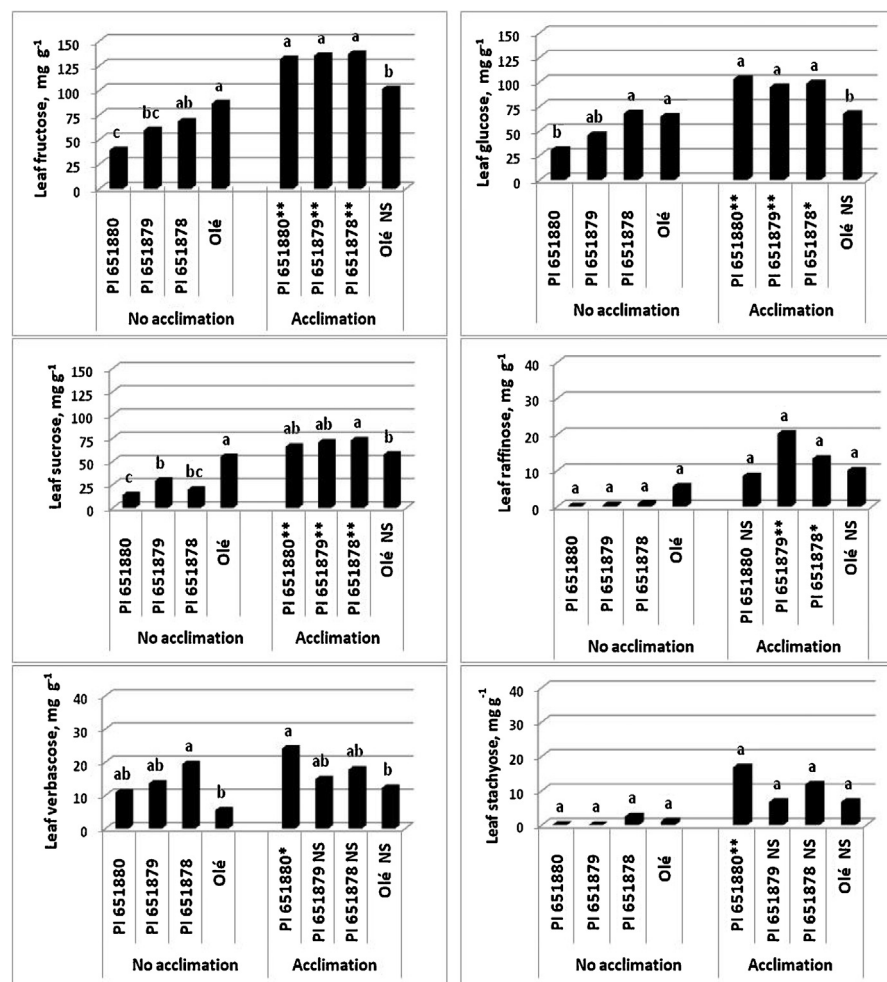 Leaf fructose, mg g-1
150
125
100
75
50
25
0
c
bc
ab
a
a
a
a
b
PI 651880
PI 651879
PI 651878
Olé
PI 651880**
PI 651879**
PI 651878**
Olé NS
No acclimation
Acclimation
Leaf glucose, mg g-1
150
125
100
75
50
25
0
b
ab
a
a
a
a
a
b
PI 651880
PI 651879
PI 651878
Olé
PI 651880**
PI 651879**
PI 651878*
Olé NS
No acclimation
Acclimation
Leaf sucrose, mg g-1
150
125
100
75
50
25
0
c
b
bc
a
ab
ab
a
b
PI 651880
PI 651879
PI 651878
Olé
PI 651880**
PI 651879**
PI 651878**
Olé NS
No acclimation
Acclimation
Leaf raffinose, mg g-1
40
30
20
10
0
a
a
a
a
a
a
a
a
PI 651880
PI 651879
PI 651878
Olé
PI 651880 NS
PI 651879**
PI 651878*
Olé NS
No acclimation
Acclimation
Leaf verbascose, mg g-1
40
30
20
10
0
ab
ab
a
b
a
ab
ab
b
PI 651880
PI 651879
PI 651878
Olé
PI 651880*
PI 651879 NS
PI 651878 NS
Olé NS
No acclimation
Acclimation
Leaf stachyose, mg g-1
40
30
20
10
0
a
a
a
a
a
a
a
a
PI 651880
PI 651879
PI 651878
Olé
PI 651880**
PI 651879 NS
PI 651878 NS
Olé NS
No acclimation
Acclimation